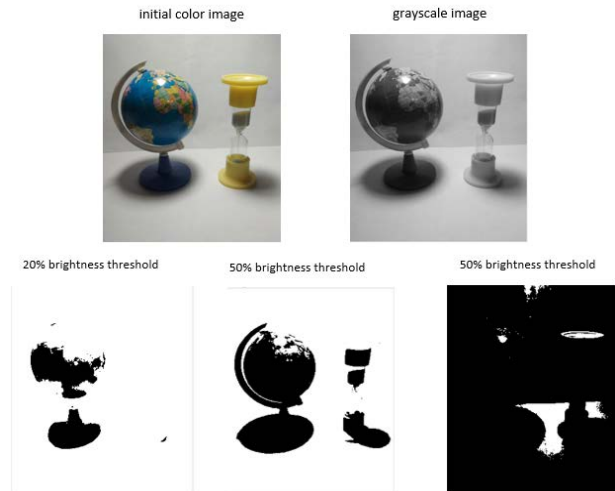 initial color image
grayscale image
20% brightness threshold
50% brightness threshold
50% brightness threshold